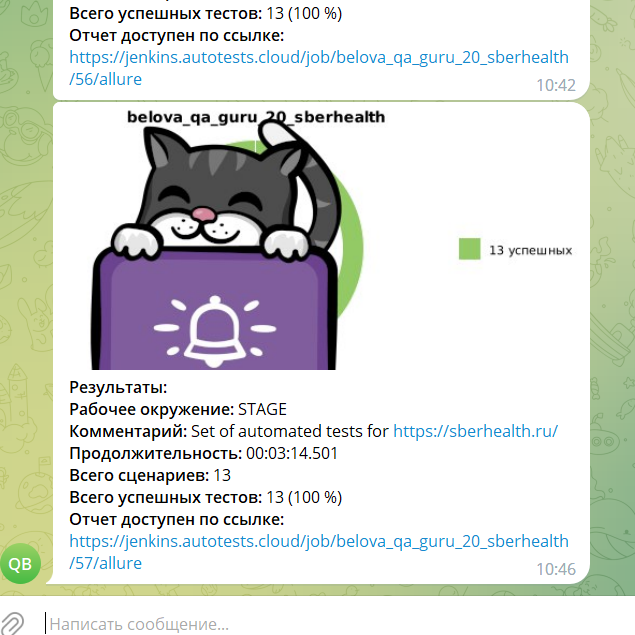 Всего успешных тестов: 13 (100 %)
Отчет доступен по ссылке:
https://jenkins.autotests.cloud/job/belova_qa_guru_20_sberhealth
/56/allure
10:42
belova_qa_guru_20_sberhealth
13 успешных
Результаты:
Рабочее окружение: STAGE
Комментарий: Set of automated tests for https://sberhealth.ru/
Продолжительность: 00:03:14.501
Всего сценариев: 13
Всего успешных тестов: 13 (100 %)
Отчет доступен по ссылке:
https://jenkins.autotests.cloud/job/belova_qa_guru_20_sberhealth
/57/allure
QB
10:46
Написать сообщение...